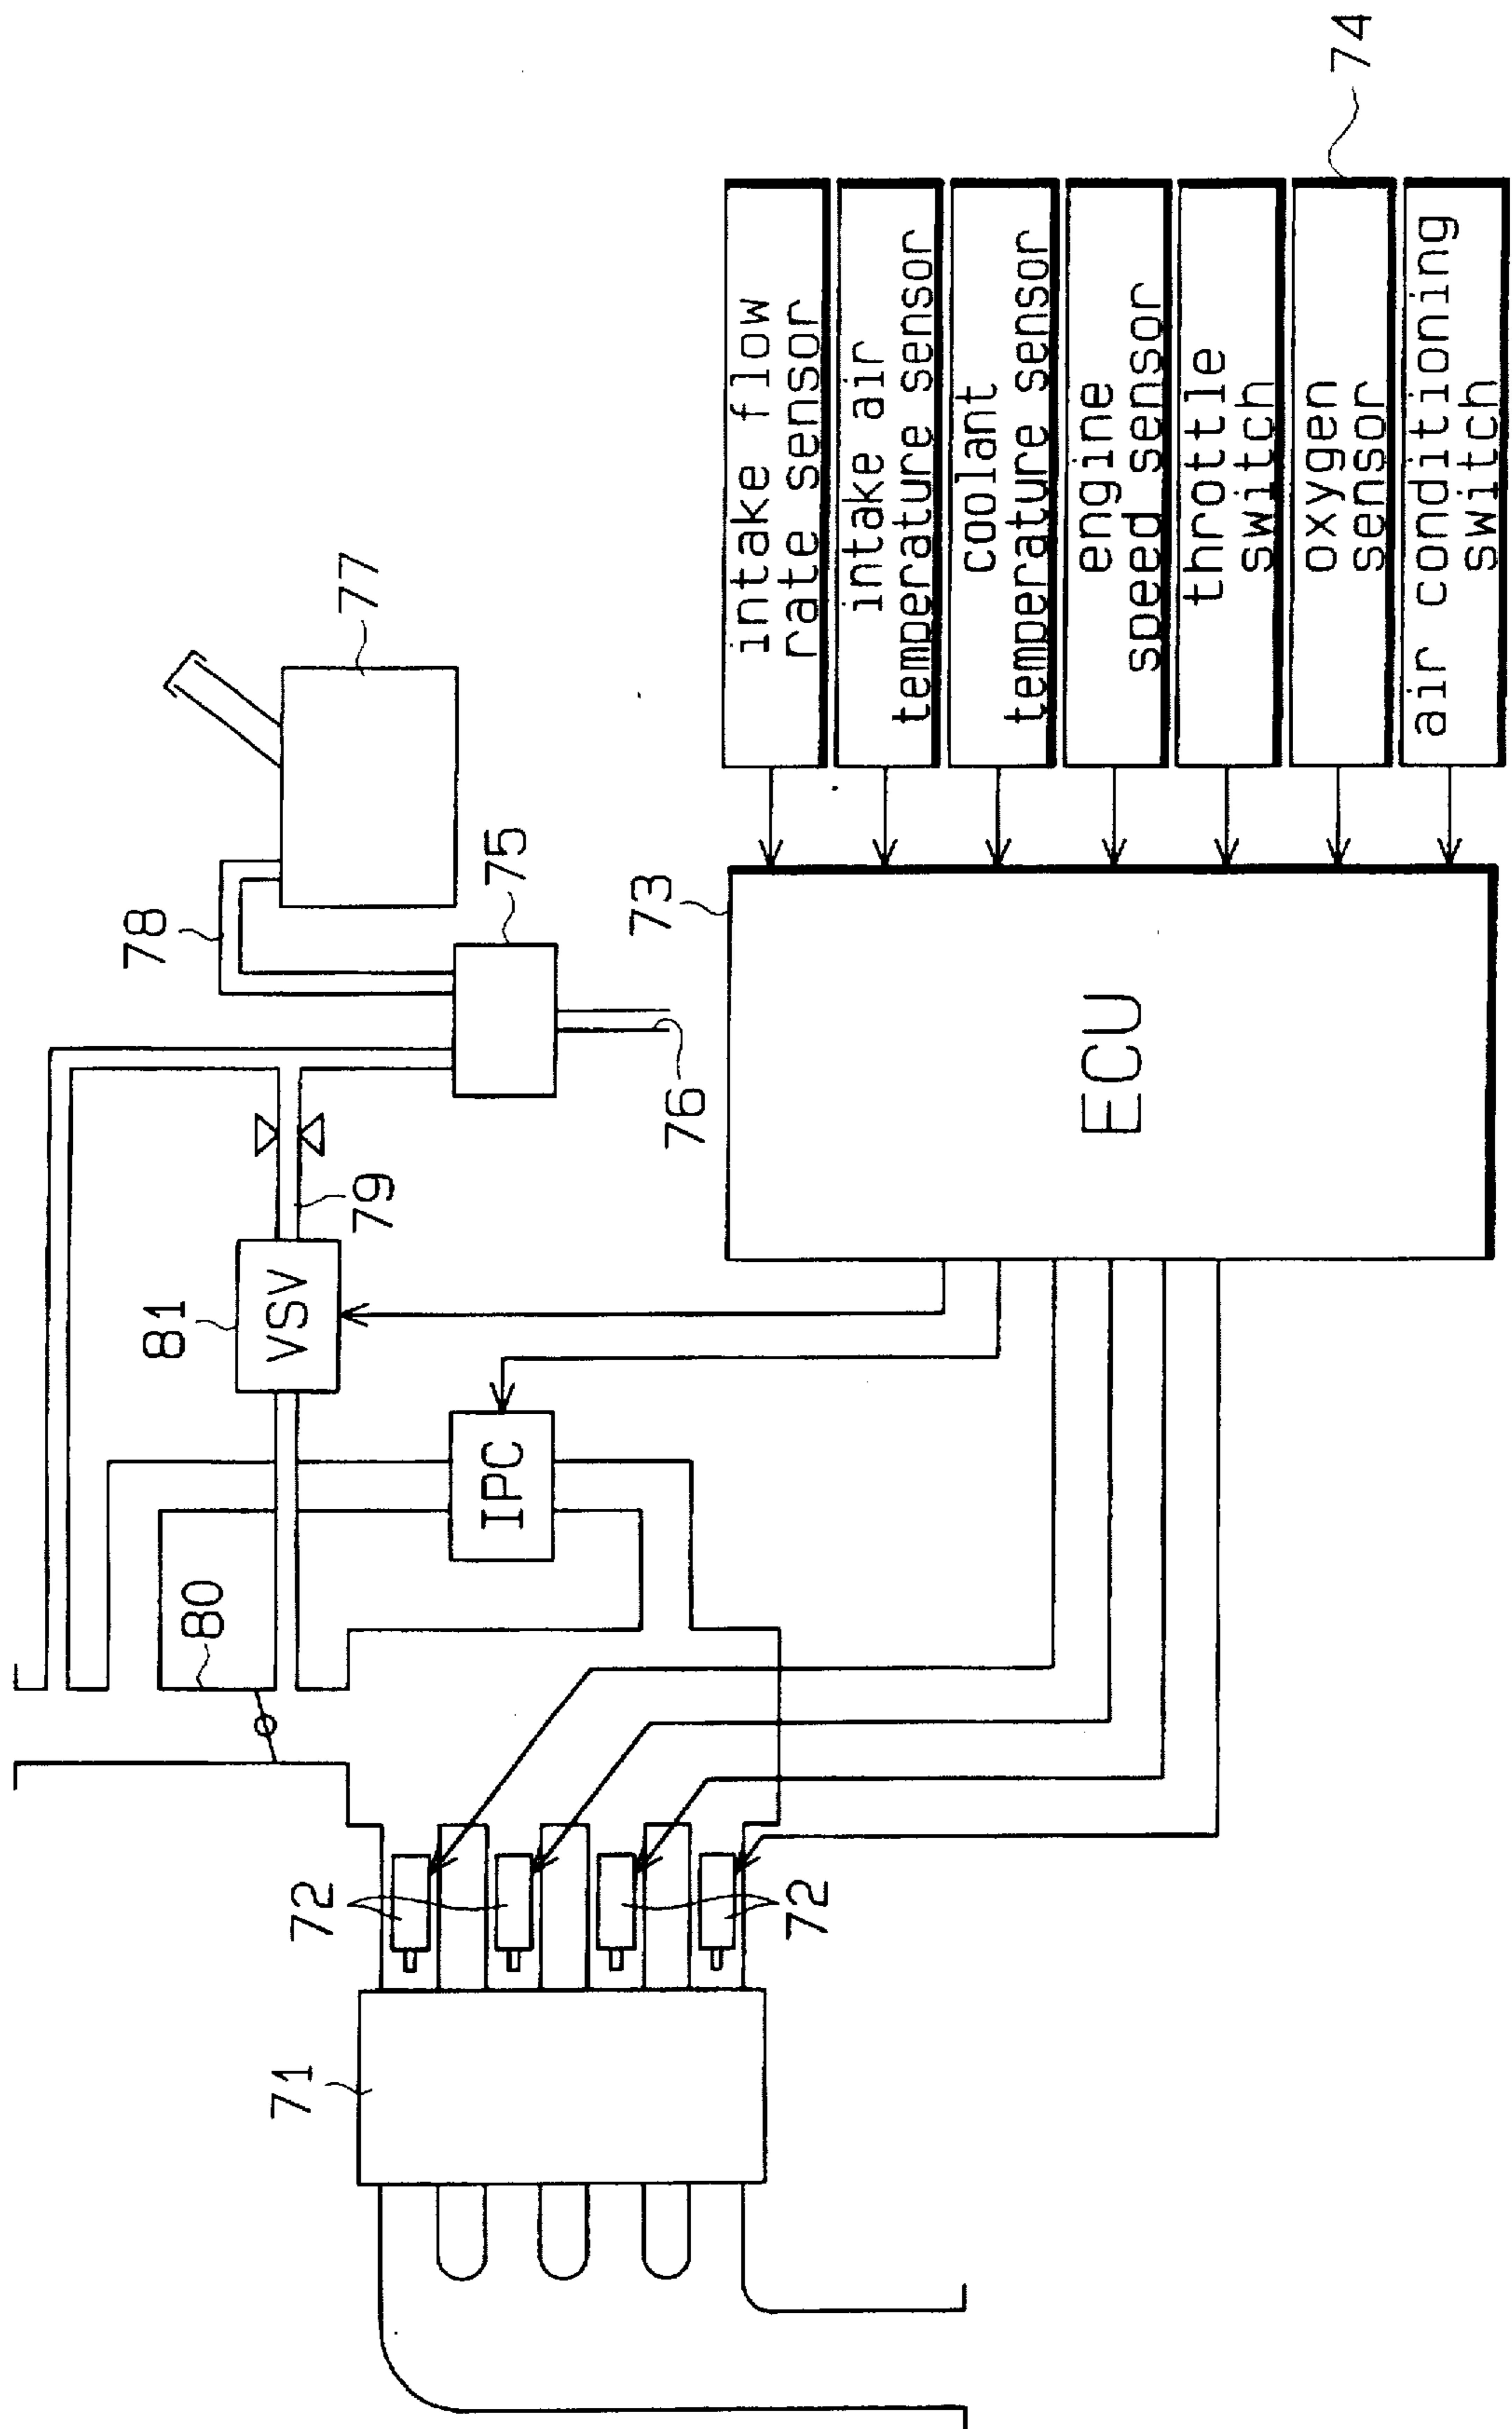 74
77
78
75
73
76
79
81
VSV
IPC
80
72
72
71
ECU
intake flow
rate sensor
intake air
temperature sensor
coolant
temperature sensor
engine
speed sensor
throttle
switch
oxygen
sensor
air conditioning
switch